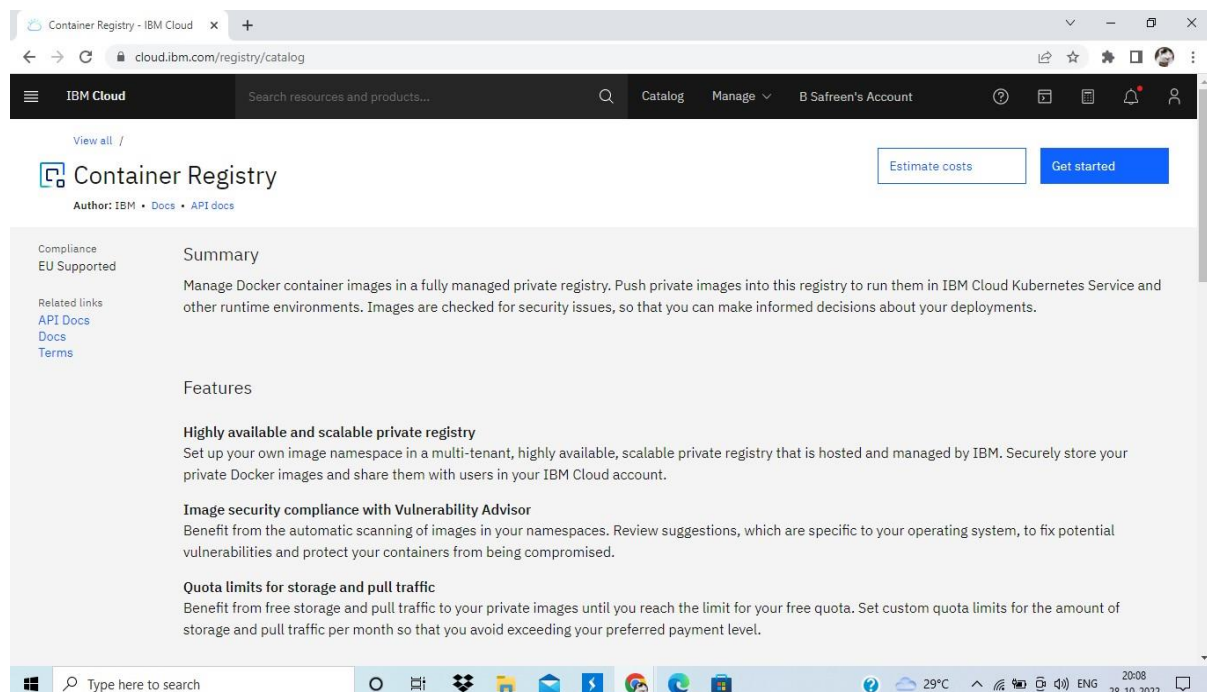 Container Registry - IBM Cloud
cloud.ibm.com/registry/catalog
IBM Cloud
Search resources and products...
Catalog
Manage
B Safreen's Account
View all /
Container Registry
Estimate costs
Get started
Author: IBM • Docs • API docs
Compliance
EU Supported
Related links
API Docs
Docs
Terms
Summary
Manage Docker container images in a fully managed private registry. Push private images into this registry to run them in IBM Cloud Kubernetes Service and
other runtime environments. Images are checked for security issues, so that you can make informed decisions about your deployments.
Features
Highly available and scalable private registry
Set up your own image namespace in a multi-tenant, highly available, scalable private registry that is hosted and managed by IBM. Securely store your
private Docker images and share them with users in your IBM Cloud account.
Image security compliance with Vulnerability Advisor
Benefit from the automatic scanning of images in your namespaces. Review suggestions, which are specific to your operating system, to fix potential
vulnerabilities and protect your containers from being compromised.
Quota limits for storage and pull traffic
Benefit from free storage and pull traffic to your private images until you reach the limit for your free quota. Set custom quota limits for the amount of
storage and pull traffic per month so that you avoid exceeding your preferred payment level.
Type here to search
29°C
ENG
20:08